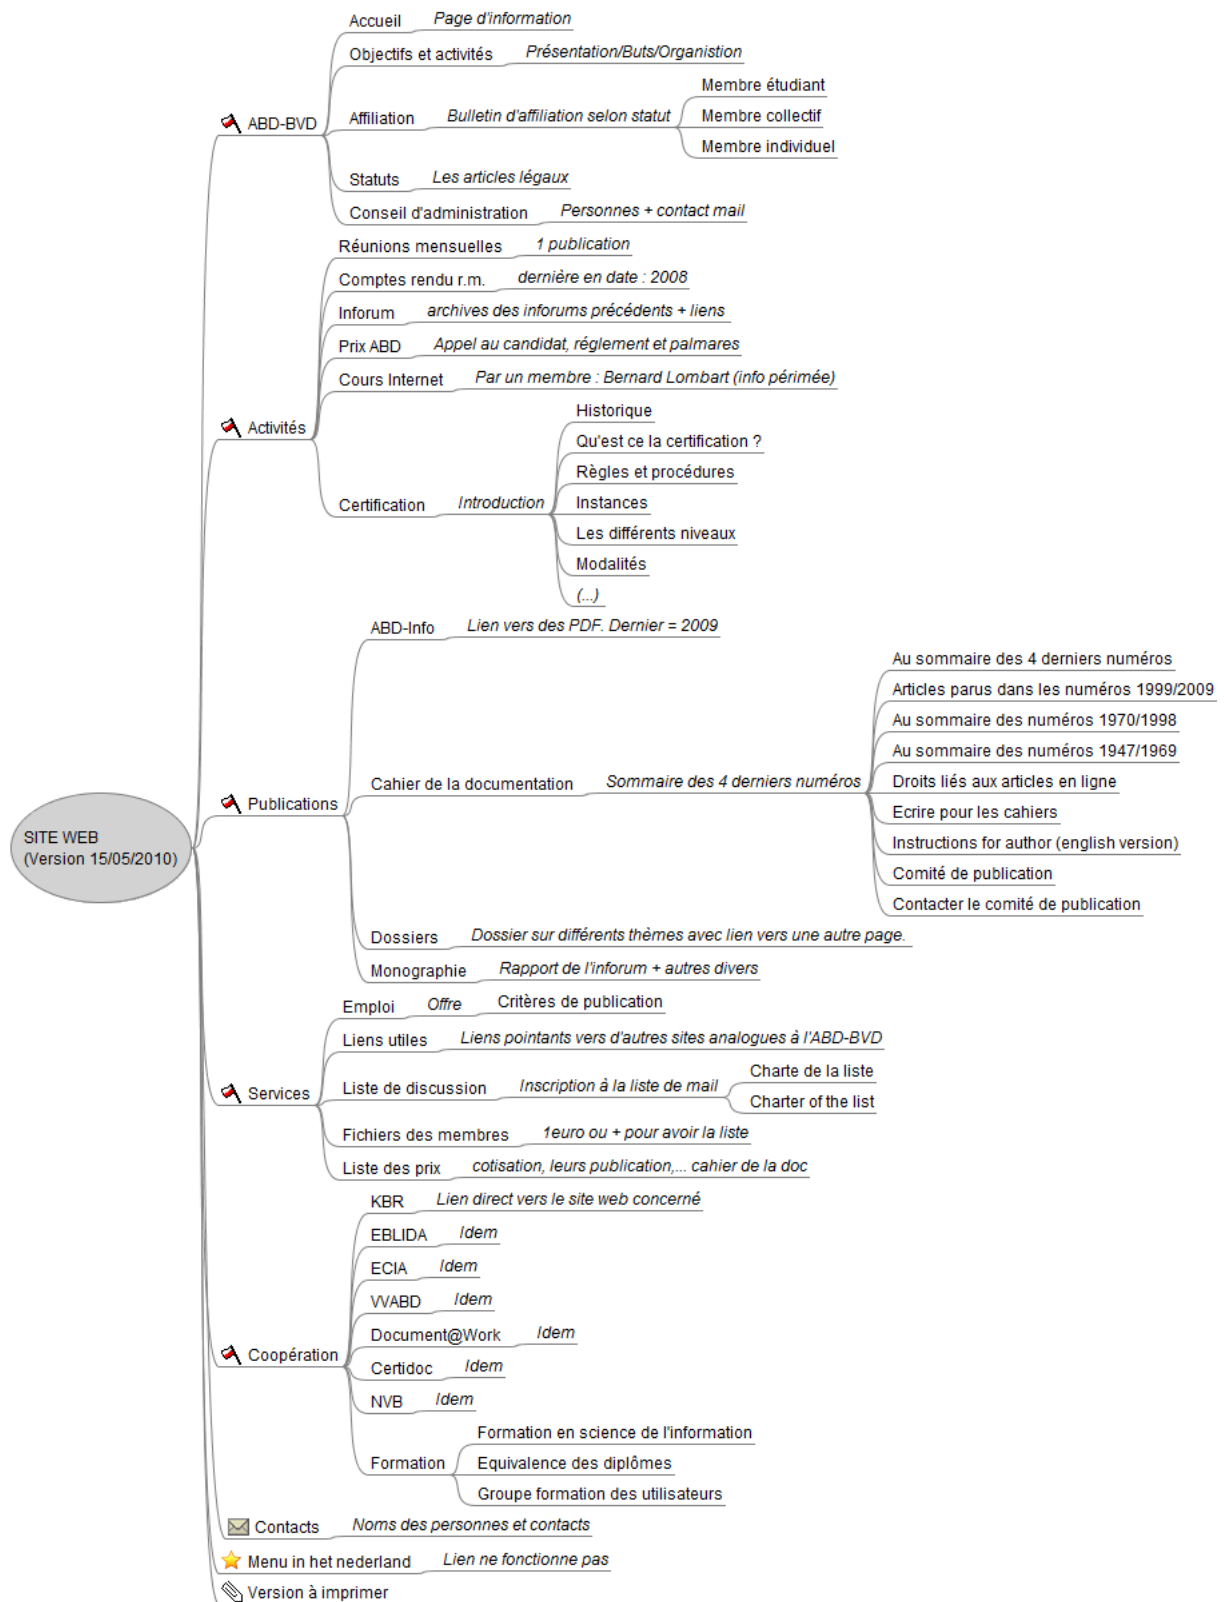 Accueil
Page d'information
Objectifs et activités
Présentation/Buts/Organistion
ABD-BVD
Affiliation
Bulletin d'affiliation selon statut
Membre étudiant
Membre collectif
Membre individuel
Statuts
Les articles légaux
Conseil d'administration
Personnes + contact mail
Réunions mensuelles
1 publication
Comptes rendu r.m.
dernière en date : 2008
Inforum
archives des inforums précédents + liens
Prix ABD
Appel au candidat, réglement et palmares
Cours Internet
Par un membre : Bernard Lombart (info périmée)
Activités
Certification
Introduction
Historique
Qu'est ce la certification ?
Règles et procédures
Instances
Les différents niveaux
Modalités
(...)
ABD-Info
Lien vers des PDF. Dernier = 2009
Publications
Cahier de la documentation
Sommaire des 4 derniers numéros
Au sommaire des 4 derniers numéros
Articles parus dans les numéros 1999/2009
Au sommaire des numéros 1970/1998
Au sommaire des numéros 1947/1969
Droits liés aux articles en ligne
Ecrire pour les cahiers
Instructions for author (english version)
Comité de publication
Contacter le comité de publication
SITE WEB
(Version 15/05/2010)
Dossiers
Dossier sur différents thèmes avec lien vers une autre page.
Monographie
Rapport de l'inforum + autres divers
Emploi
Offre
Critères de publication
Liens utiles
Liens pointants vers d'autres sites analogues à l'ABD-BVD
Services
Liste de discussion
Inscription à la liste de mail
Charte de la liste
Charter of the list
Fichiers des membres
1euro ou + pour avoir la liste
Liste des prix
cotisation, leurs publication,... cahier de la doc
KBR
Lien direct vers le site web concerné
EBLIDA
Idem
ECIA
Idem
VVABD
Idem
Document@Work
Idem
Coopération
Certidoc
Idem
NVB
Idem
Formation
Formation en science de l'information
Equivalence des diplômes
Groupe formation des utilisateurs
Contacts
Noms des personnes et contacts
Menu in het nederland
Lien ne fonctionne pas
Version à imprimer